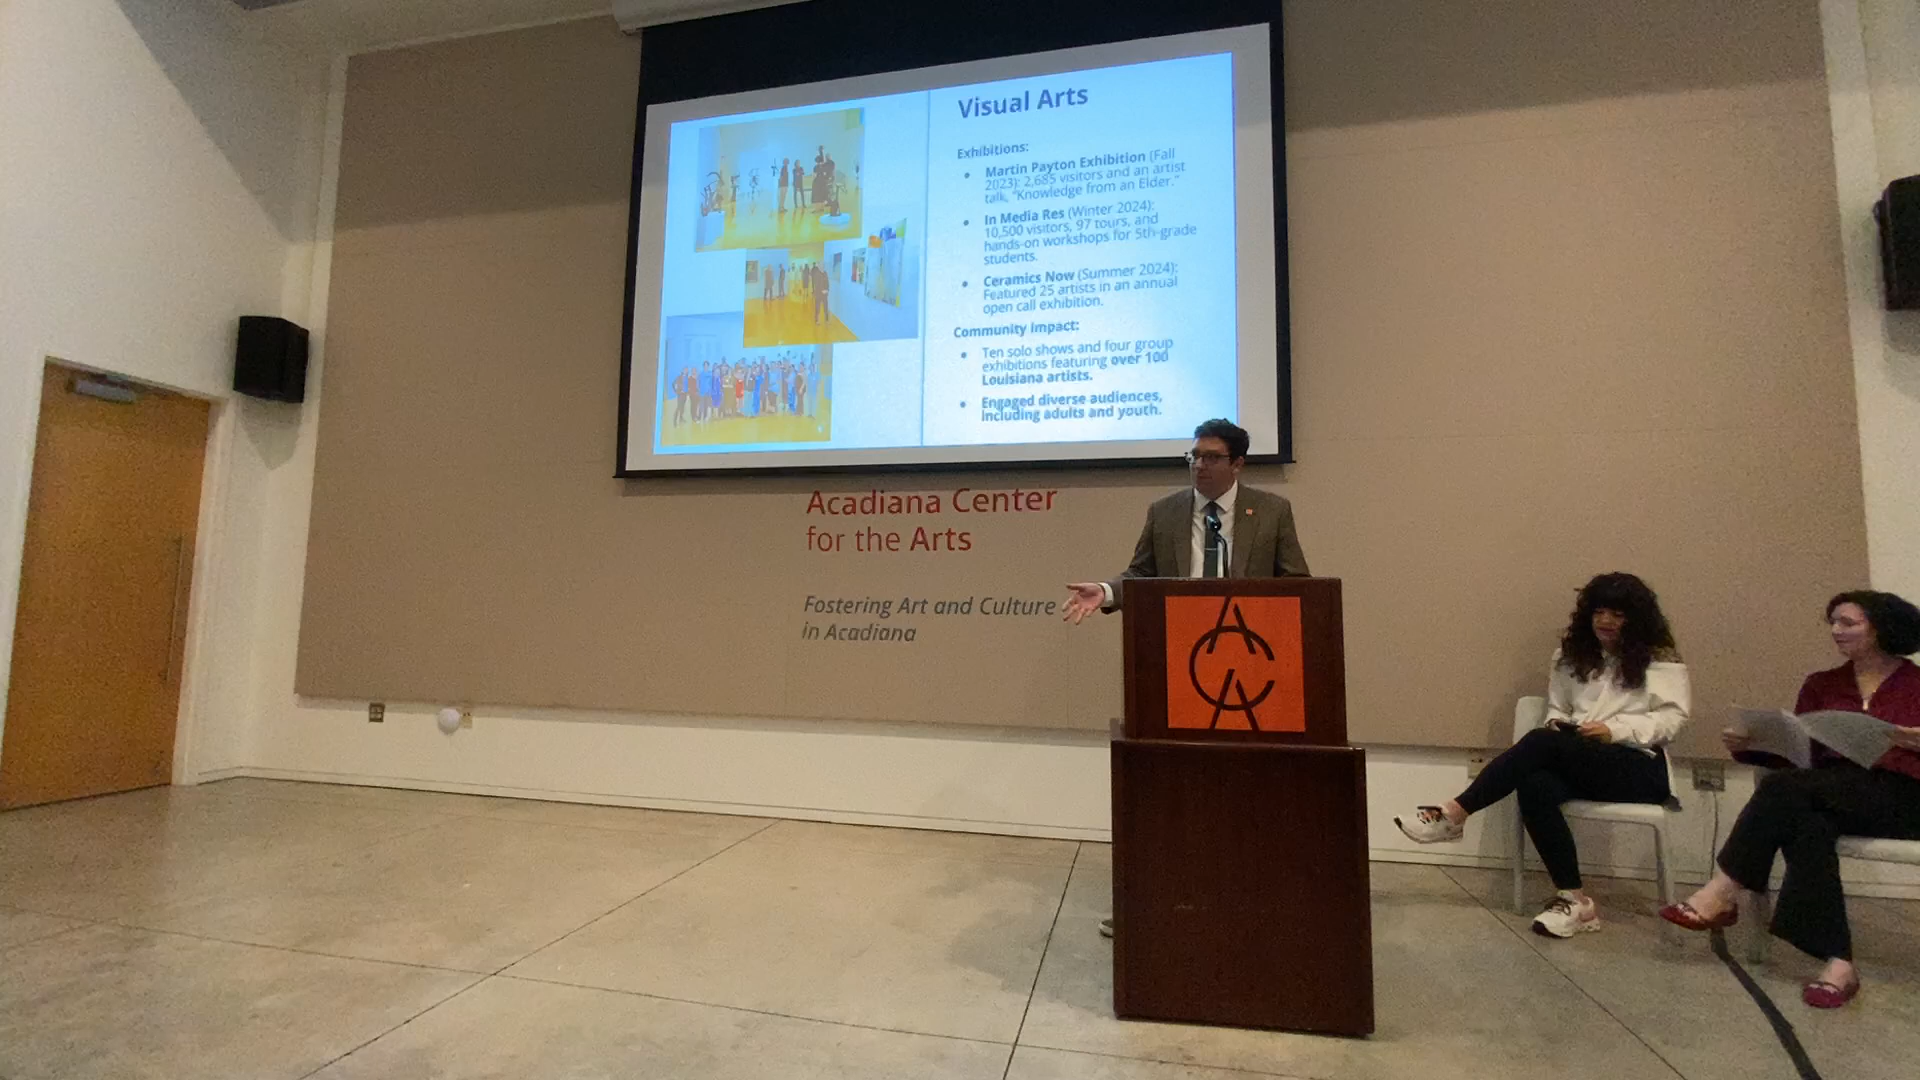 Visual Arts
Exhibitions:
• Martin Payton Exhibition (Fall
2023): 2,685 visitors and an artist
talk, "Knowledge from an Elder."
• In Media Res (Winter 2024):
10,500 visitors, 97 tours, and
hands-on workshops for 5th-grade
students.
• Ceramics Now (Summer 2024):
Featured 25 artists in an annual
open call exhibition.
Community Impact:
• Ten solo shows and four group
exhibitions featuring over 100
Louisiana artists.
• Engaged diverse audiences,
including adults and youth.
Acadiana Center
for the Arts
Fostering Art and Culture
in Acadiana
ACA